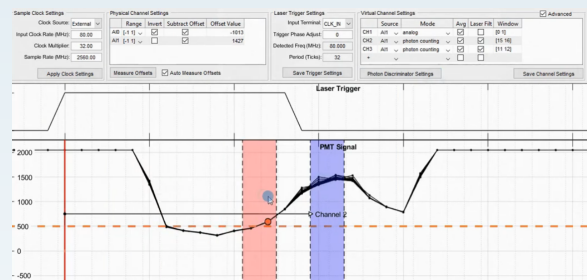 Sample Clock Settings
Clock Source: External
Input Clock Rate (MHz): 80.00
Clock Multiplier: 32.00
Sample Rate (MHz): 2560.00
Apply Clock Settings
Physical Channel Settings
Range Invert Subtract Offset Offset Value
AI0 [-1 1] -1013
AI1 [-1 1] 1427
Measure Offsets Auto Measure Offsets
Laser Trigger Settings
Input Terminal: CLK_IN
Trigger Phase Adjust: 0
Detected Freq (MHz): 80.000
Period (Ticks): 32
Save Trigger Settings
Virtual Channel Settings
Advanced
Source Mode Avg Laser Filt Window
CH1 AI1 analog [0 1]
CH2 AI1 photon counting [15 16]
CH3 AI1 photon counting [11 12]
*
Photon Discriminator Settings
Save Channel Settings
Laser Trigger
PMT Signal
2000
1500
1000
Channel 2
500
0
-500